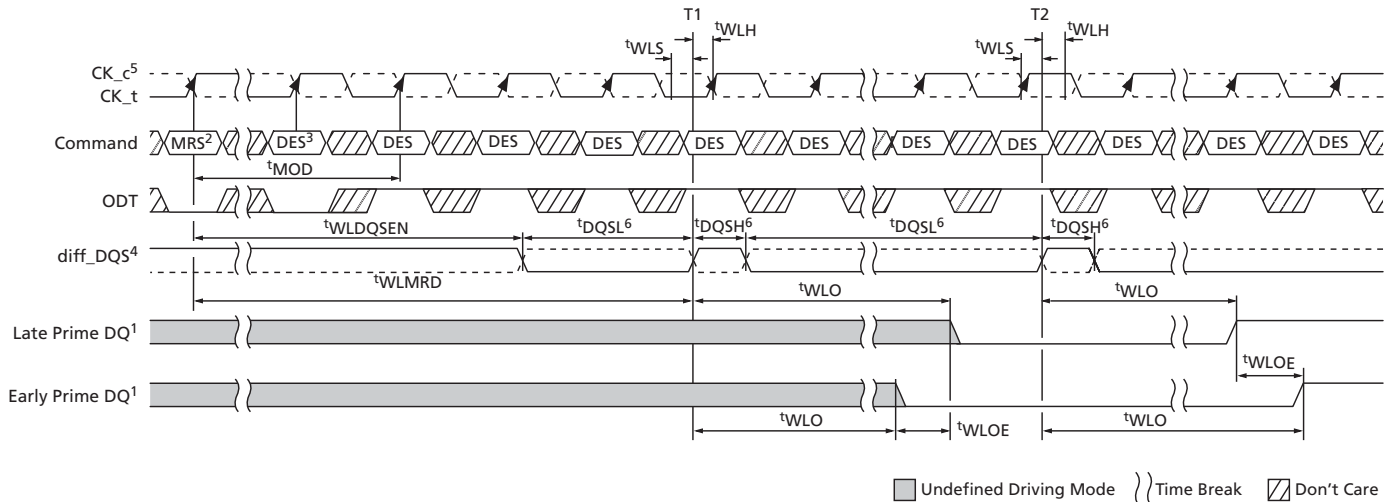 T1 T2
tWLH tWLH
tWLS tWLS
CK_c5
CK_t
Command MRS2 DES3 DES DES DES DES DES DES DES DES DES DES
tMOD
ODT
tWLDQSEN tDQSL6 tDQSH6 tDQSL6 tDQSH6
diff_DQS4
tWLMRD tWLO tWLO
Late Prime DQ1
tWLOE
Early Prime DQ1
tWLO tWLOE tWLO
Undefined Driving Mode Time Break Don't Care